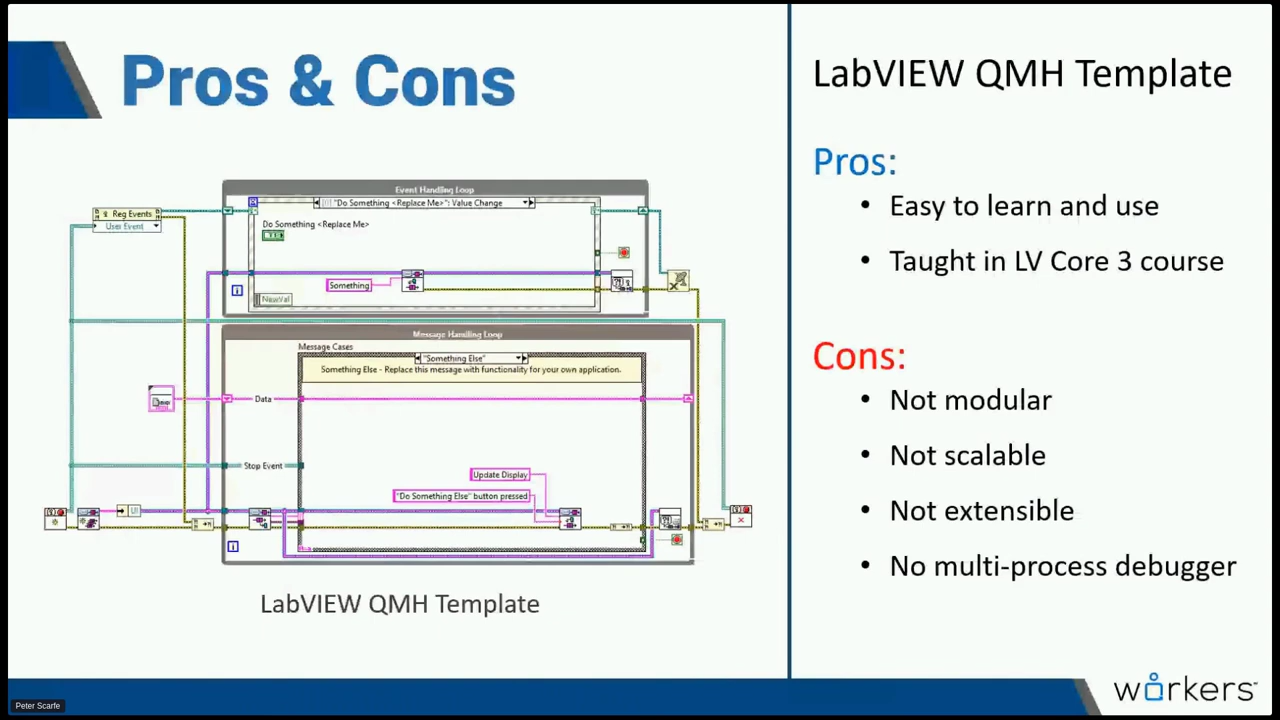 Pros & Cons
Event Handling Loop
"Do Something <Replace Me>": Value Change
Reg Events
User Event
Do Something <Replace Me>
Something
NewVal
Message Handling Loop
Message Cases
"Something Else"
Something Else - Replace this message with functionality for your own application.
Data
Stop Event
Update Display
"Do Something Else" button pressed
UI
i
i
LabVIEW QMH Template
LabVIEW QMH Template
Pros:
• Easy to learn and use
• Taught in LV Core 3 course
Cons:
• Not modular
• Not scalable
• Not extensible
• No multi-process debugger
workers
Peter Scarfe